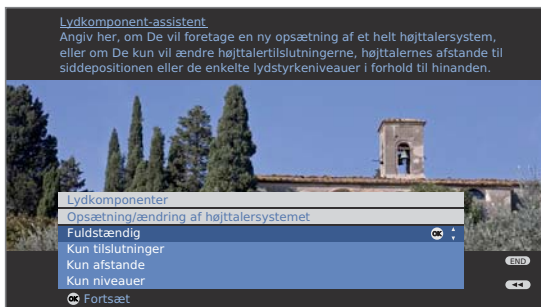 Lydkomponent-assistent
Angiv her, om De vil foretage en ny opsætning af et helt højttalersystem,
eller om De kun vil ændre højttalertilslutningerne, højttalernes afstande til
siddepositionen eller de enkelte lydstyrkeniveauer i forhold til hinanden.
Lydkomponenter
Opsætning/ændring af højttalersystemet
Fuldstændig OK
Kun tilslutninger
Kun afstande
END
Kun niveauer
OK Fortsæt